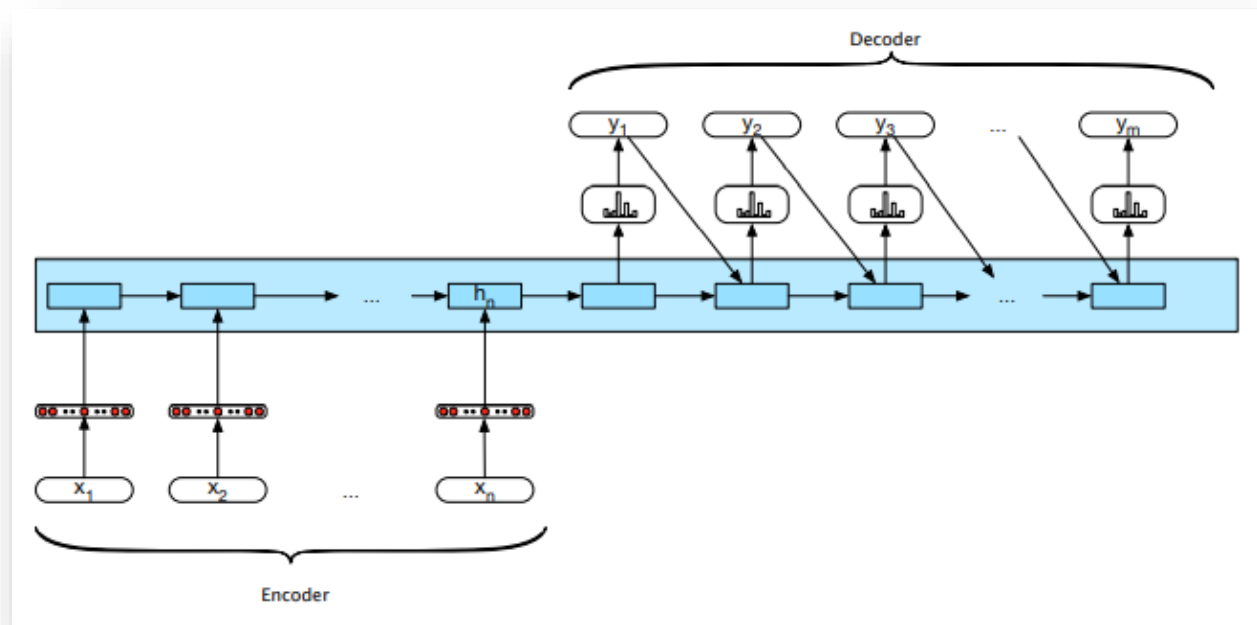 Decoder
y₁ y₂ y₃ ... yₘ
... hₙ ...
x₁ x₂ ... xₙ
Encoder